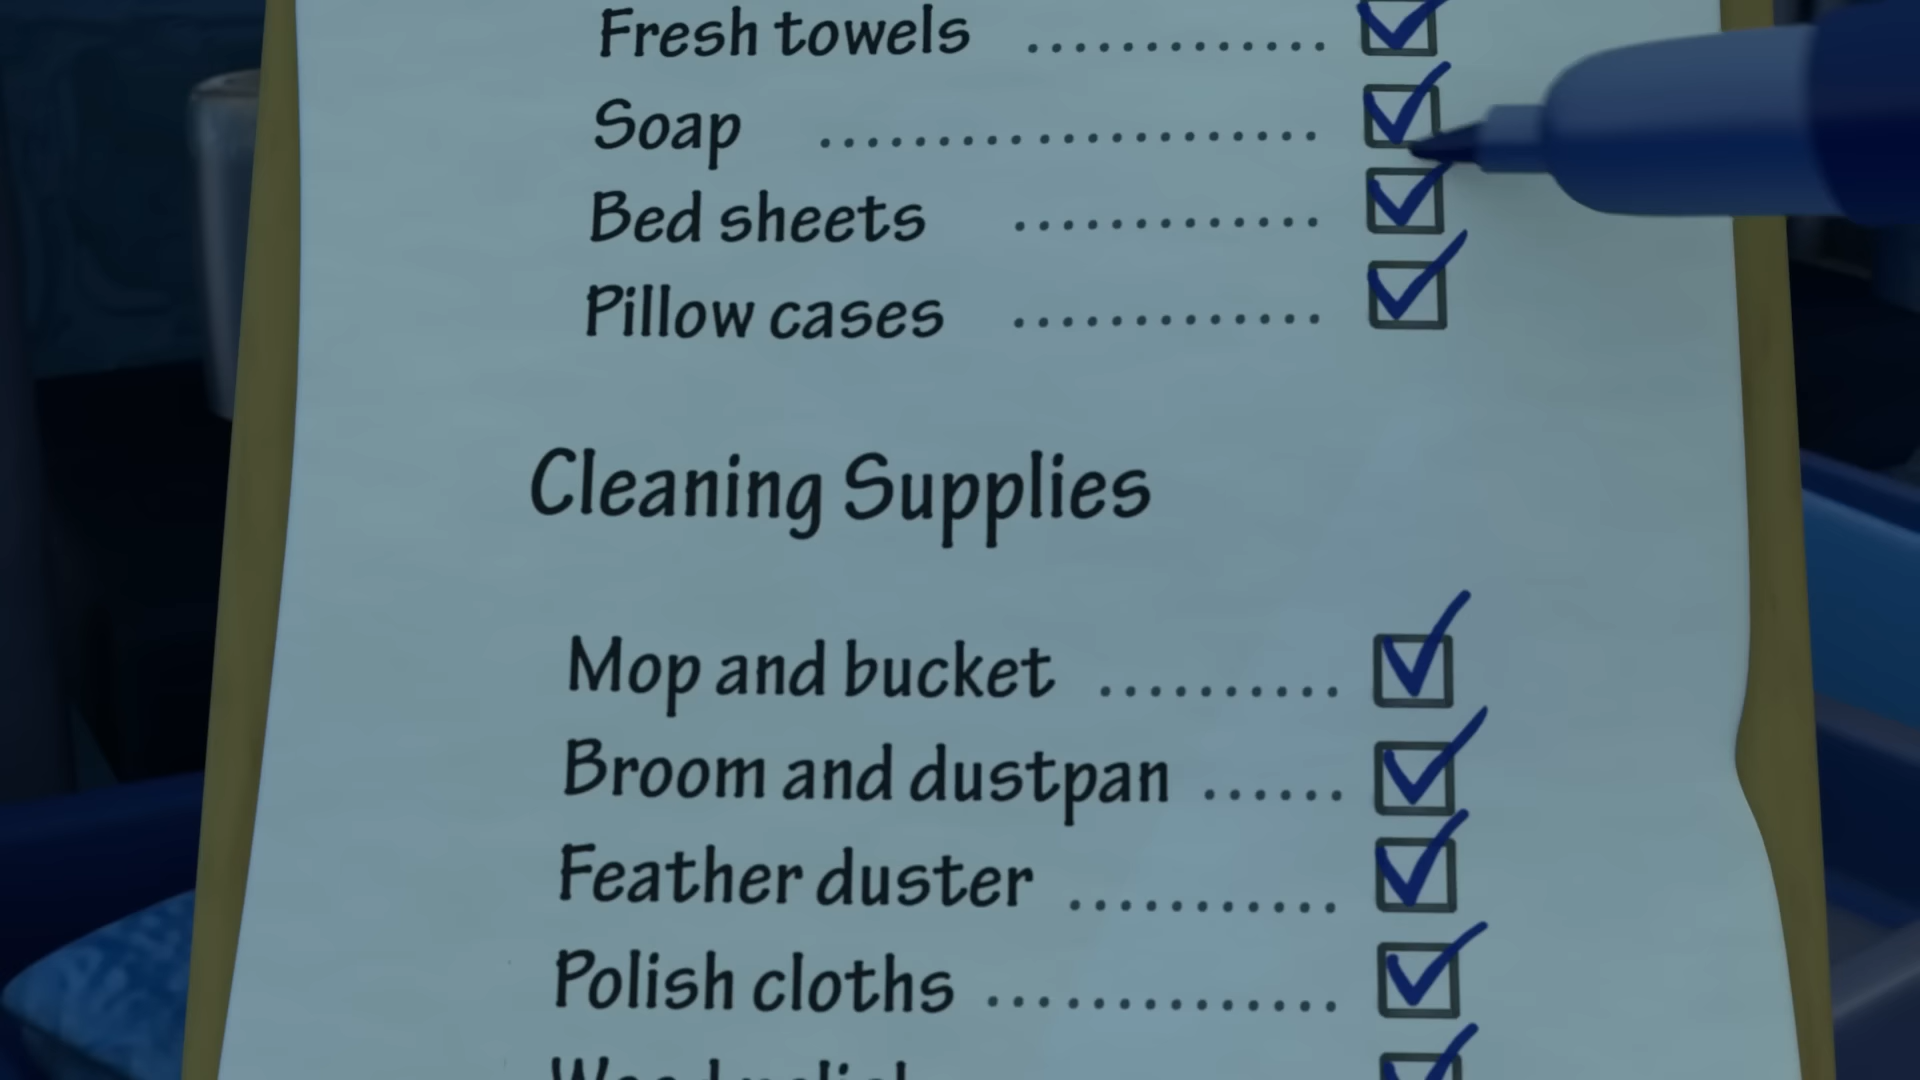 Fresh towels .............
Soap .....................
Bed sheets .............
Pillow cases .............
Cleaning Supplies
Mop and bucket ..........
Broom and dustpan ......
Feather duster ...........
Polish cloths ..............